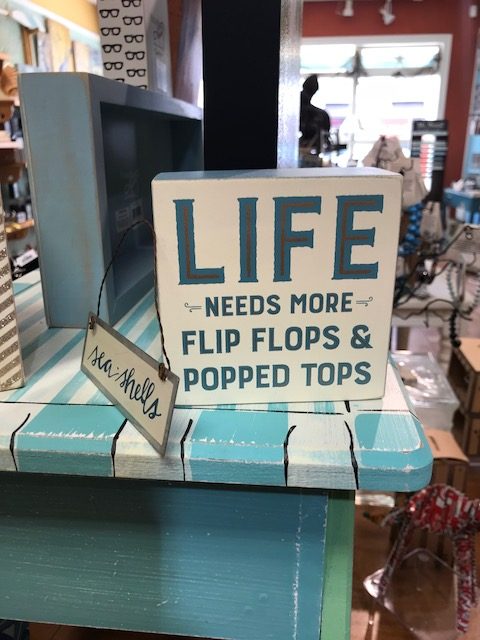 LIFE
NEEDS MORE
FLIP FLOPS &
POPPED TOPS
sea-shells